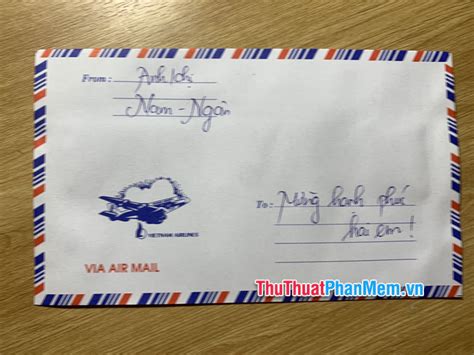 From: Anh chị
Nam - Ngân
VIETNAM AIRLINES
To: Mừng hạnh phúc
hai em!
VIA AIR MAIL
ThuThuatPhanMem.vn